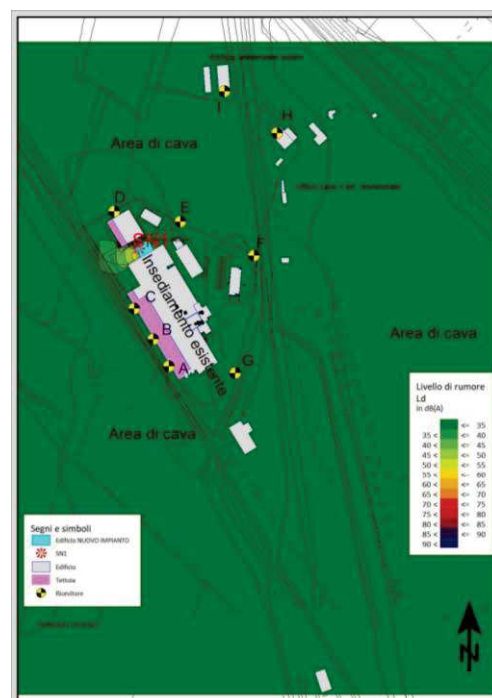 I
H
Area di cava
D
E
SN1
F
Insediamento esistente
C
B
A
G
Area di cava
Area di cava
Livello di rumore
Ld
in dB(A)
<= 35
35 < <= 40
40 < <= 45
45 < <= 50
50 < <= 55
55 < <= 60
60 < <= 65
65 < <= 70
70 < <= 75
75 < <= 80
80 < <= 85
85 < <= 90
90 <
Segni e simboli
Edificio NUOVO IMPIANTO
SN1
Edificio
Tettoia
Ricevitore
N